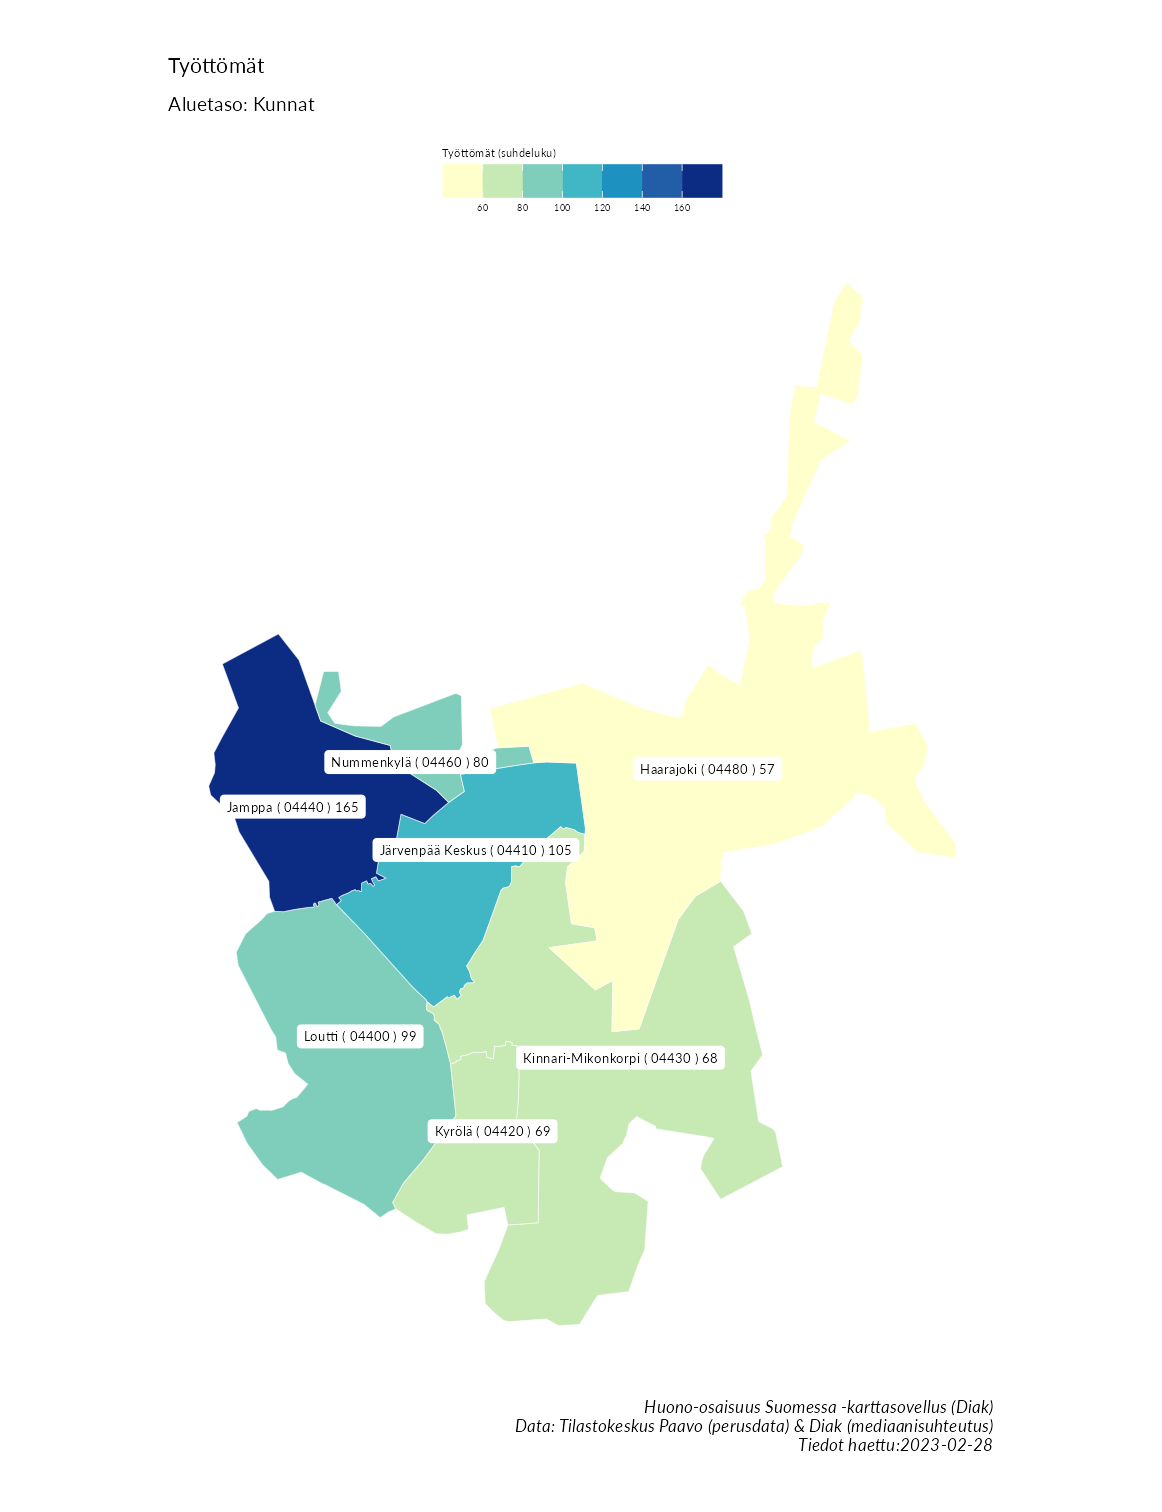 Työttömät
Aluetaso: Kunnat
Työttömät (suhdeluku)
60 80 100 120 140 160
Nummenkylä ( 04460 ) 80
Haarajoki ( 04480 ) 57
Jamppa ( 04440 ) 165
Järvenpää Keskus ( 04410 ) 105
Loutti ( 04400 ) 99
Kinnari-Mikonkorpi ( 04430 ) 68
Kyrölä ( 04420 ) 69
Huono-osaisuus Suomessa -karttasovellus (Diak)
Data: Tilastokeskus Paavo (perusdata) & Diak (mediaanisuhteutus)
Tiedot haettu:2023-02-28